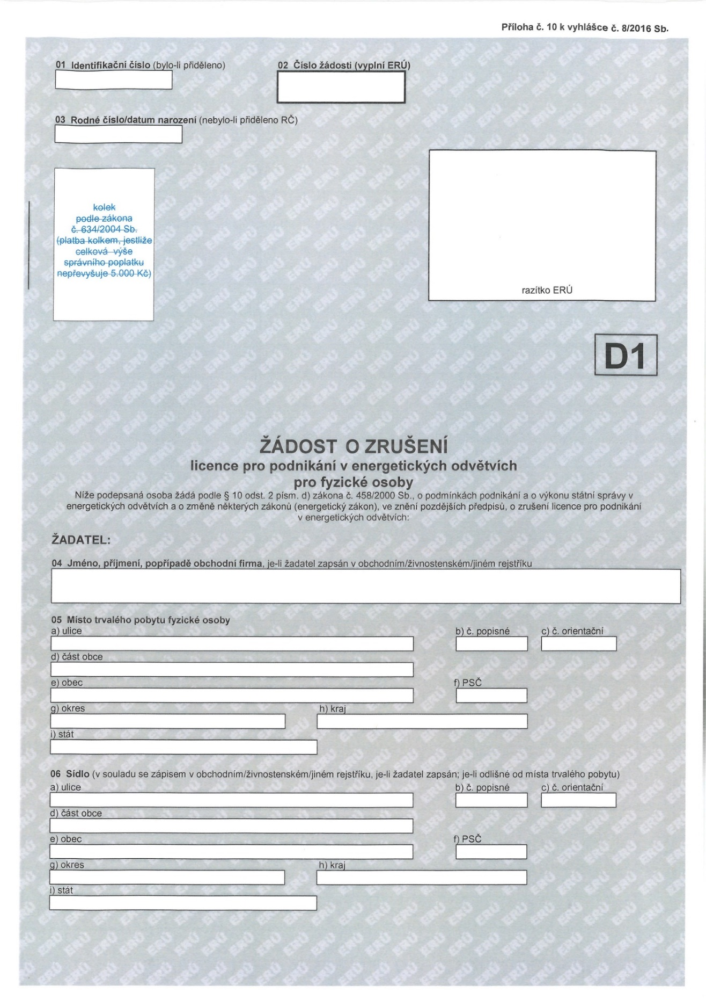 Příloha č. 10 k vyhlášce č. 8/2016 Sb.
01 Identifikační číslo (bylo-li přiděleno)
02 Číslo žádosti (vyplní ERÚ)
03 Rodné číslo/datum narození (nebylo-li přiděleno RČ)
kolek
podle zákona
č. 634/2004 Sb.
(platba kolkem, jestliže
celková výše
správního poplatku
nepřevyšuje 5.000 Kč)
razítko ERÚ
D1
ŽÁDOST O ZRUŠENÍ
licence pro podnikání v energetických odvětvích
pro fyzické osoby
Níže podepsaná osoba žádá podle § 10 odst. 2 písm. d) zákona č. 458/2000 Sb., o podmínkách podnikání a o výkonu státní správy v
energetických odvětvích a o změně některých zákonů (energetický zákon), ve znění pozdějších předpisů, o zrušení licence pro podnikání
v energetických odvětvích:
ŽADATEL:
04 Jméno, příjmení, popřípadě obchodní firma, je-li žadatel zapsán v obchodním/živnostenském/jiném rejstříku
05 Místo trvalého pobytu fyzické osoby
a) ulice b) č. popisné c) č. orientační
d) část obce
e) obec f) PSČ
g) okres h) kraj
i) stát
06 Sídlo (v souladu se zápisem v obchodním/živnostenském/jiném rejstříku, je-li žadatel zapsán; je-li odlišné od místa trvalého pobytu)
a) ulice b) č. popisné c) č. orientační
d) část obce
e) obec f) PSČ
g) okres h) kraj
i) stát